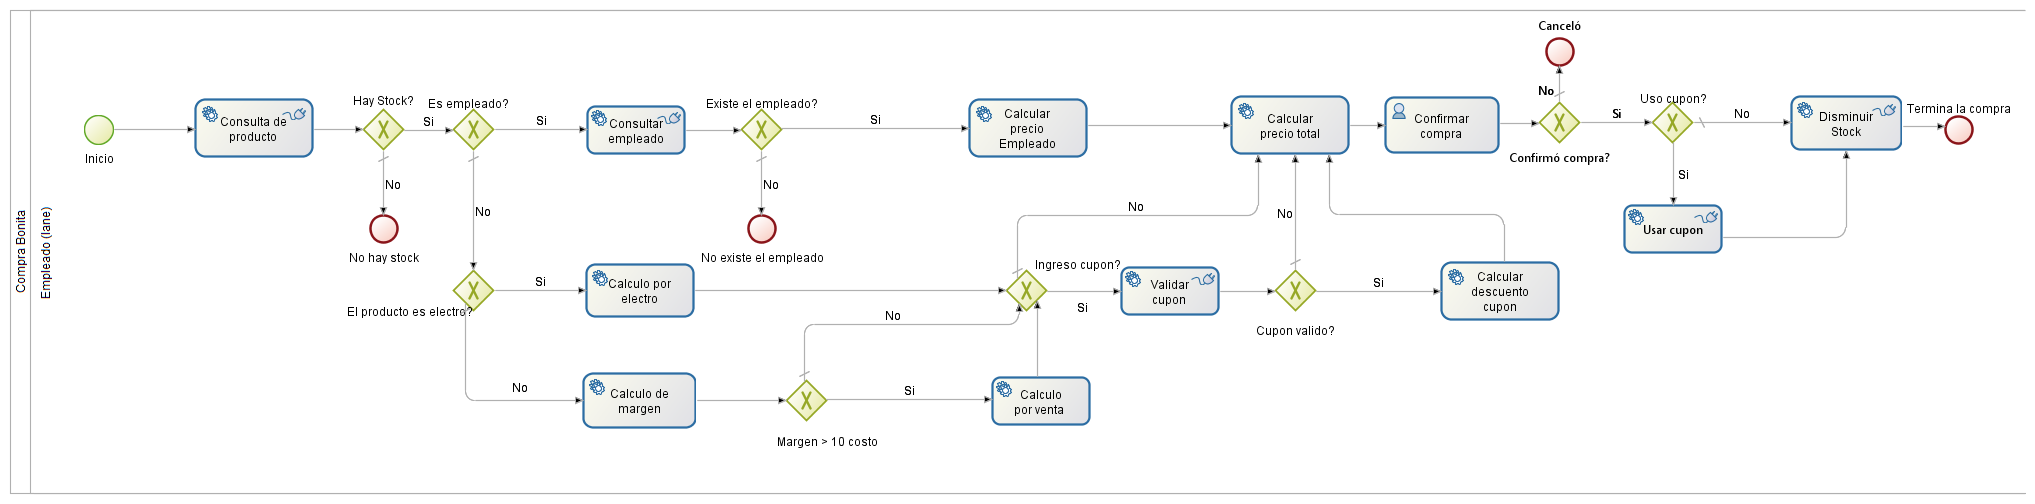 Compra Bonita
Empleado (lane)
Inicio
Consulta de
producto
Hay Stock?
Si
No
No hay stock
Es empleado?
Si
No
Consultar
empleado
Existe el empleado?
Si
No
No existe el empleado
Calcular
precio
Empleado
Calcular
precio total
Confirmar
compra
Canceló
No
Confirmó compra?
Si
Uso cupon?
No
Si
Usar cupon
Disminuir
Stock
Termina la compra
El producto es electro?
Si
No
Calculo por
electro
Calculo de
margen
Margen > 10 costo
No
Si
Calculo
por venta
Ingreso cupon?
No
Si
Validar
cupon
Cupon valido?
No
Si
Calcular
descuento
cupon